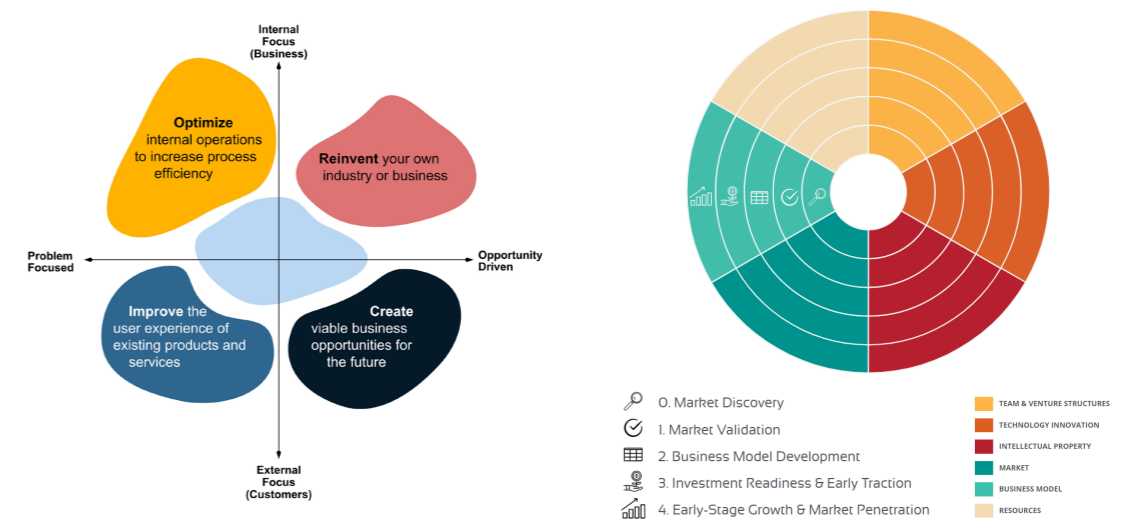 Internal
Focus
(Business)
Optimize
internal operations
to increase process
efficiency
Reinvent your own
industry or business
Problem
Focused
Opportunity
Driven
Improve the
user experience of
existing products and
services
Create
viable business
opportunities for
the future
External
Focus
(Customers)
0. Market Discovery
1. Market Validation
2. Business Model Development
3. Investment Readiness & Early Traction
4. Early-Stage Growth & Market Penetration
TEAM & VENTURE STRUCTURES
TECHNOLOGY INNOVATION
INTELLECTUAL PROPERTY
MARKET
BUSINESS MODEL
RESOURCES